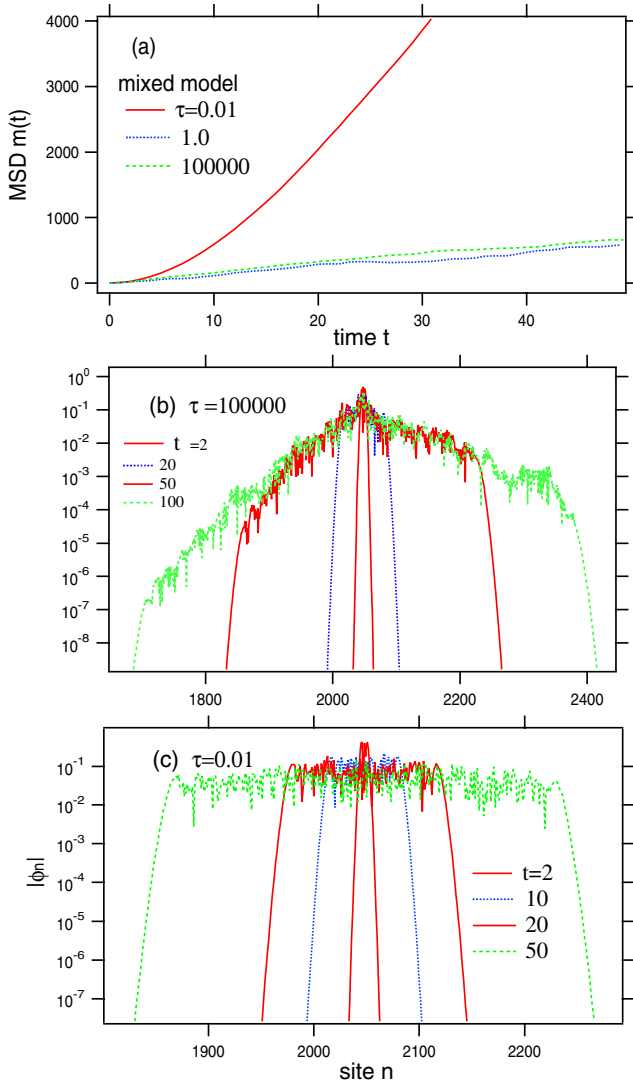 (a)
mixed model
τ=0.01
1.0
100000
MSD m(t)
4000
3000
2000
1000
0
0 10 20 30 40
time t
(b) τ =100000
t =2
20
50
100
10^0
10^-1
10^-2
10^-3
10^-4
10^-5
10^-6
10^-7
10^-8
1800 2000 2200 2400
(c) τ=0.01
|ϕn|
10^-1
10^-2
10^-3
10^-4
10^-5
10^-6
10^-7
t=2
10
20
50
1900 2000 2100 2200
site n